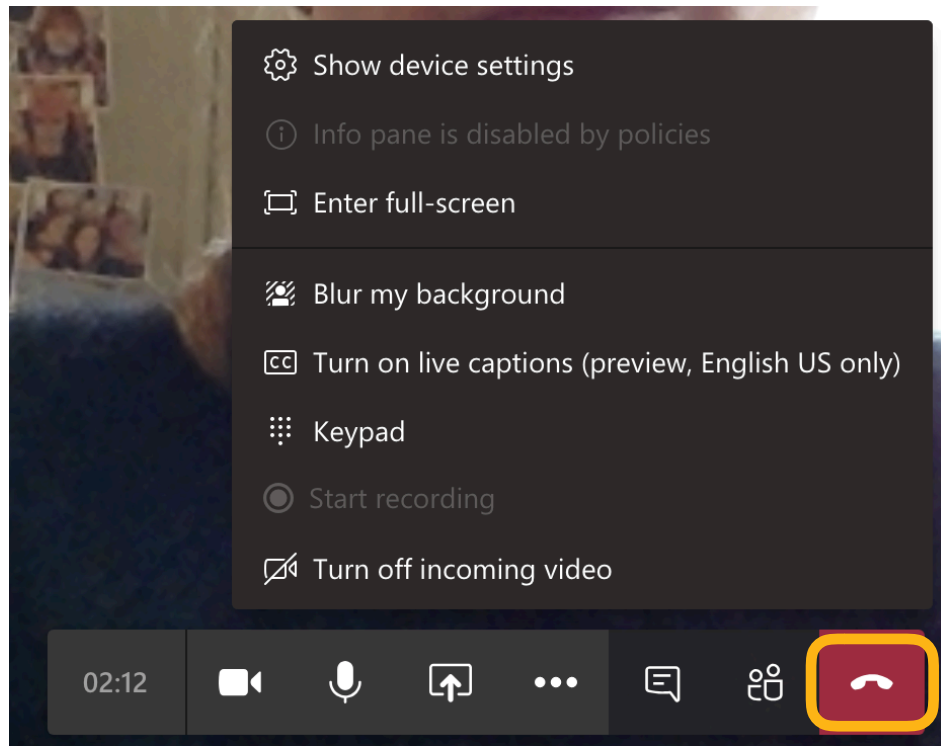 Show device settings
Info pane is disabled by policies
Enter full-screen
Blur my background
CC Turn on live captions (preview, English US only)
Keypad
Start recording
Turn off incoming video
02:12